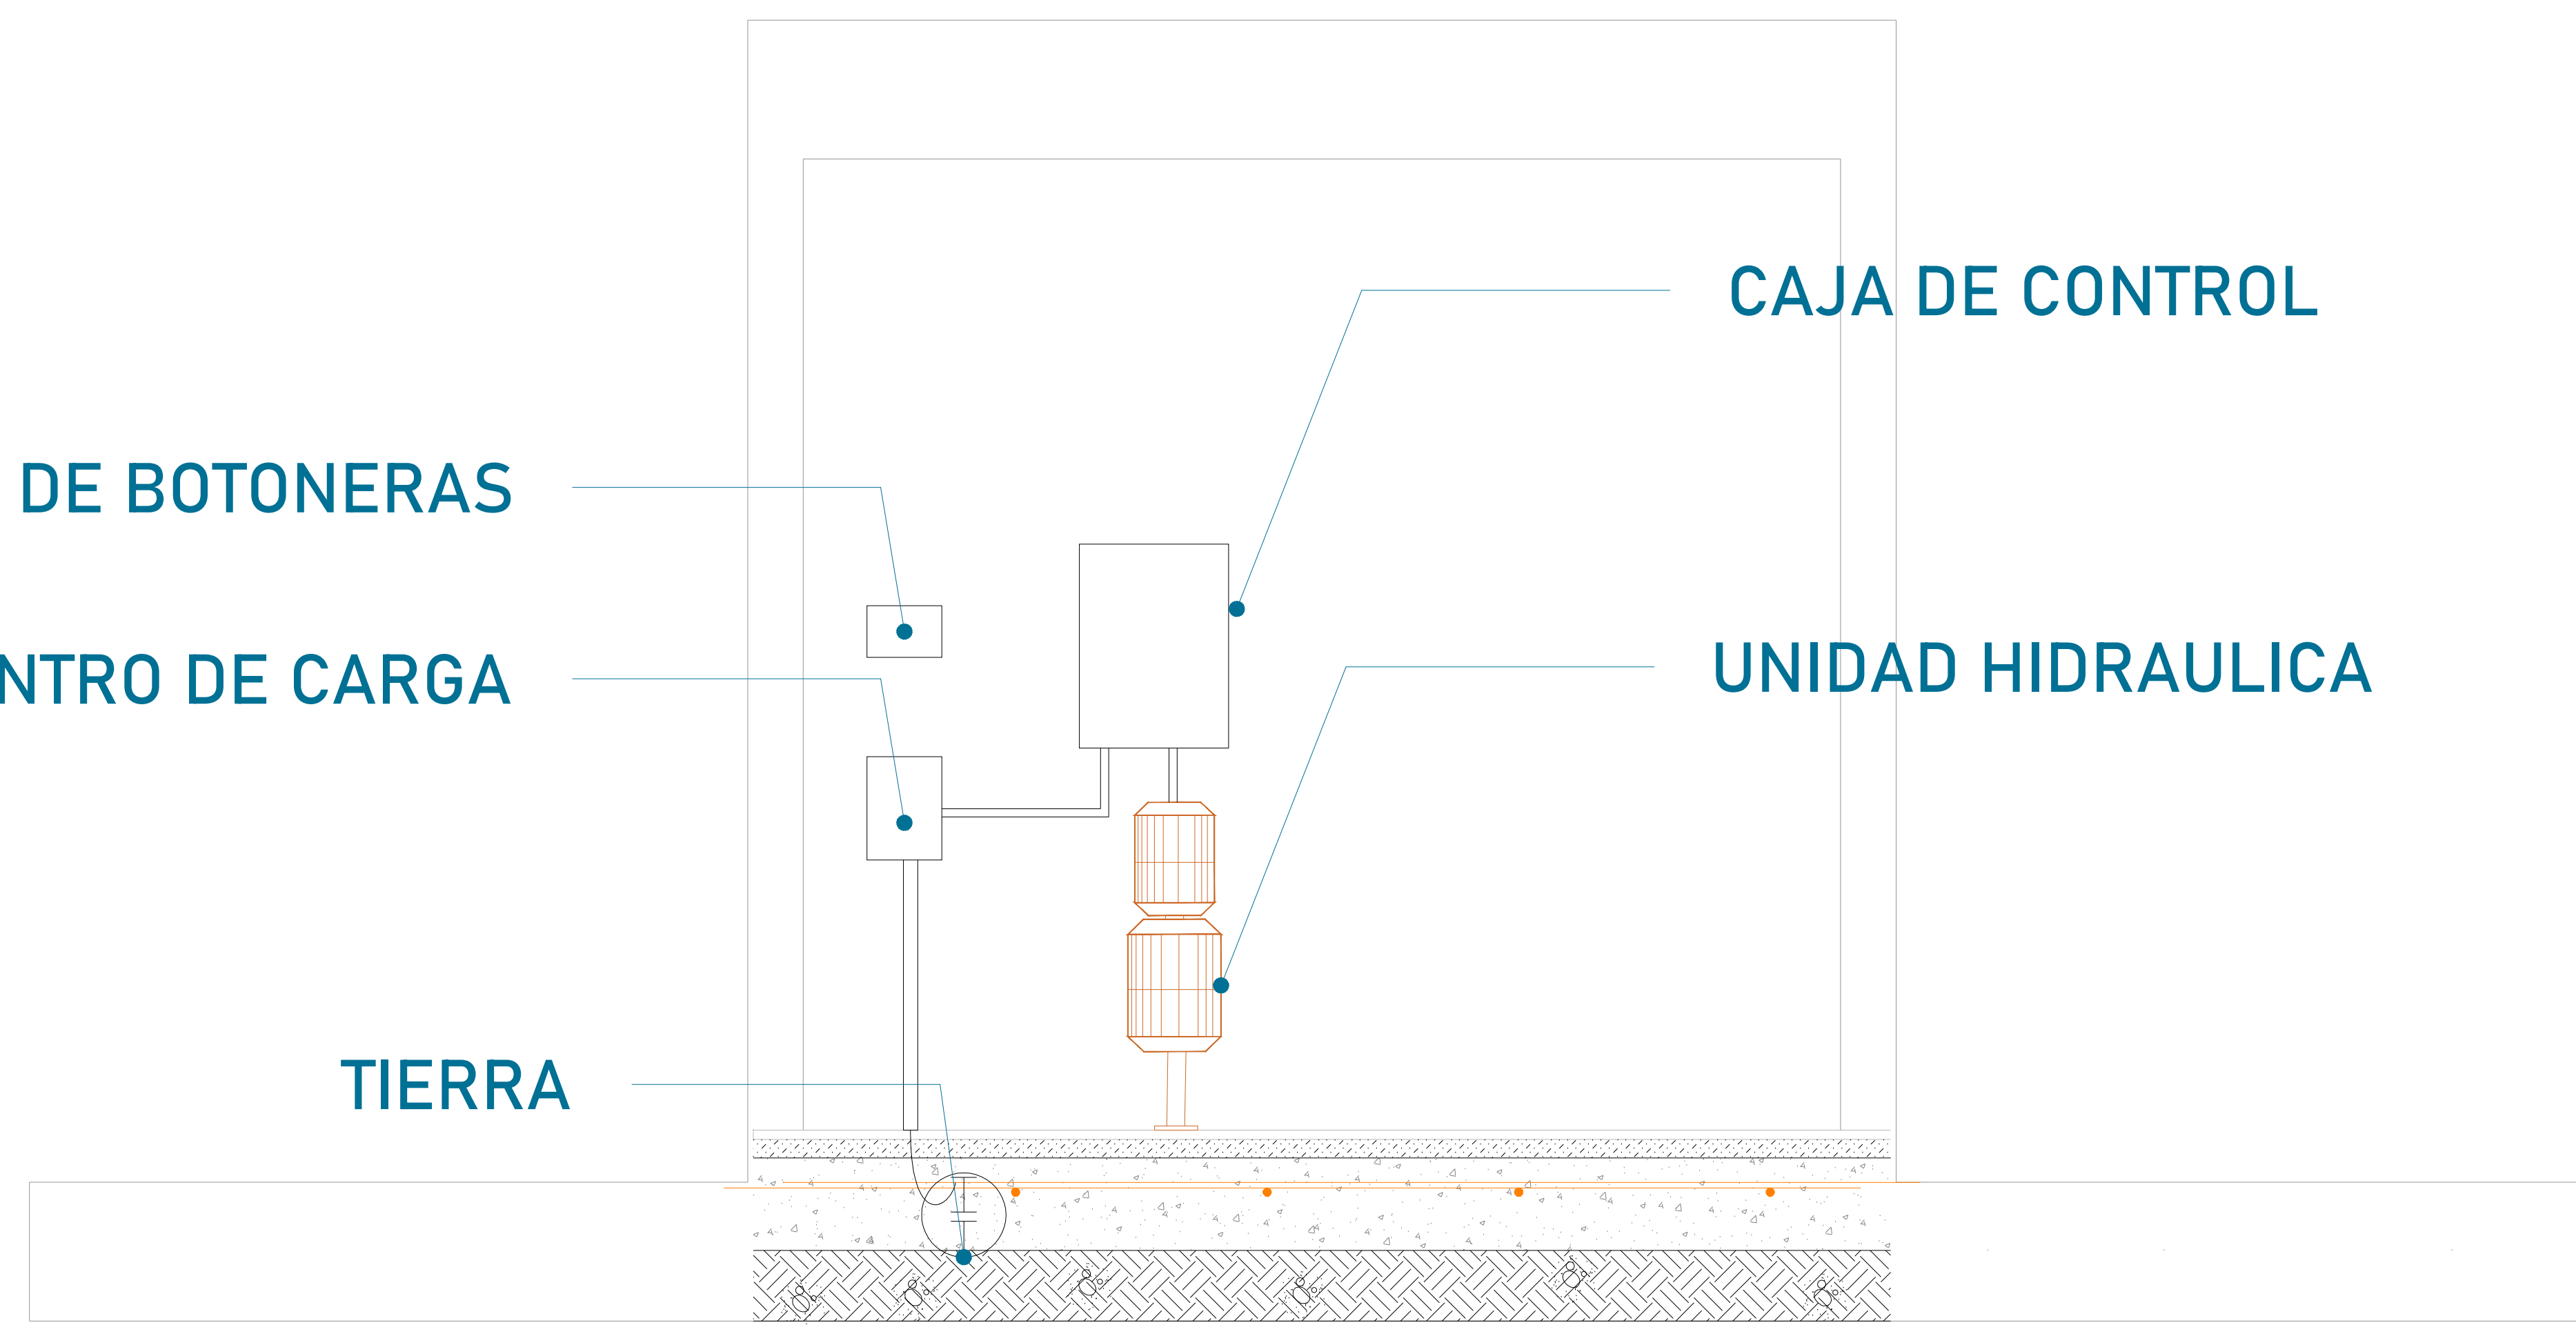 CAJA DE CONTROL
DE BOTONERAS
NTRO DE CARGA
UNIDAD HIDRAULICA
TIERRA